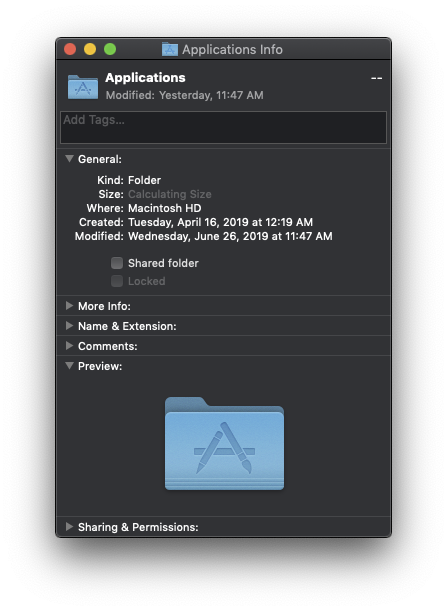 Applications Info
Applications --
Modified: Yesterday, 11:47 AM
Add Tags...
General:
Kind: Folder
Size: Calculating Size
Where: Macintosh HD
Created: Tuesday, April 16, 2019 at 12:19 AM
Modified: Wednesday, June 26, 2019 at 11:47 AM
Shared folder
Locked
More Info:
Name & Extension:
Comments:
Preview:
Sharing & Permissions: